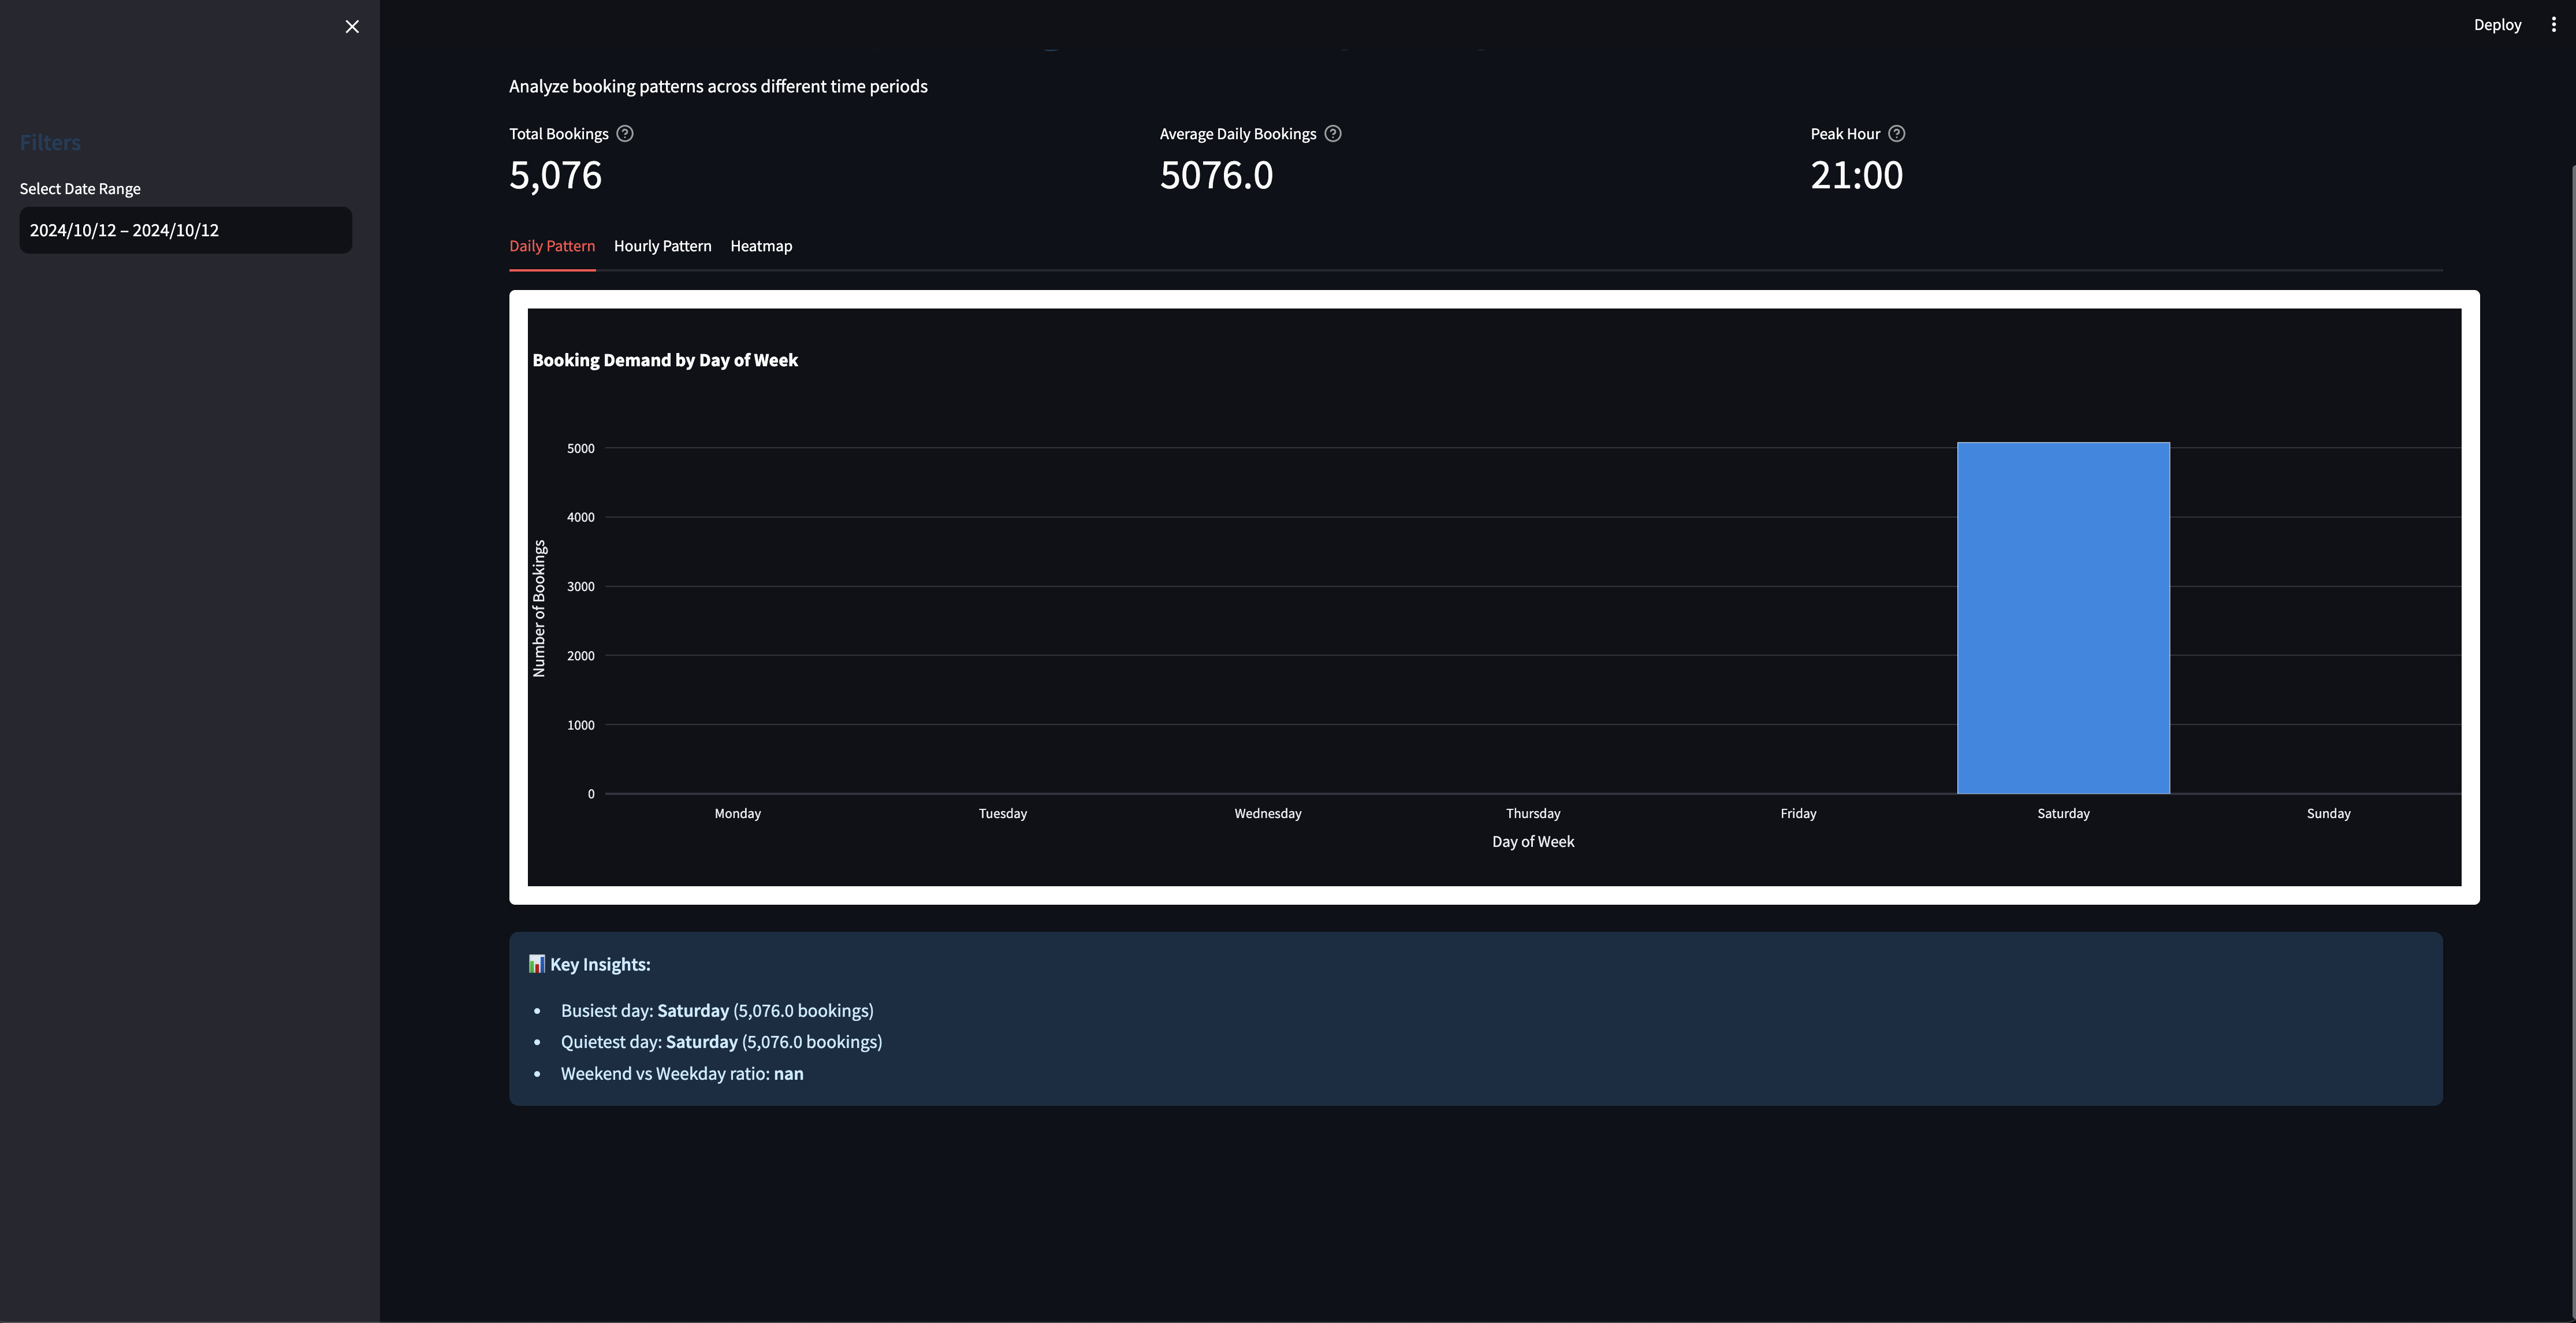 Deploy
Filters
Select Date Range
2024/10/12 – 2024/10/12
Analyze booking patterns across different time periods
Total Bookings
5,076
Average Daily Bookings
5076.0
Peak Hour
21:00
Daily Pattern Hourly Pattern Heatmap
Booking Demand by Day of Week
Number of Bookings
5000
4000
3000
2000
1000
0
Monday Tuesday Wednesday Thursday Friday Saturday Sunday
Day of Week
📊 Key Insights:
• Busiest day: Saturday (5,076.0 bookings)
• Quietest day: Saturday (5,076.0 bookings)
• Weekend vs Weekday ratio: nan